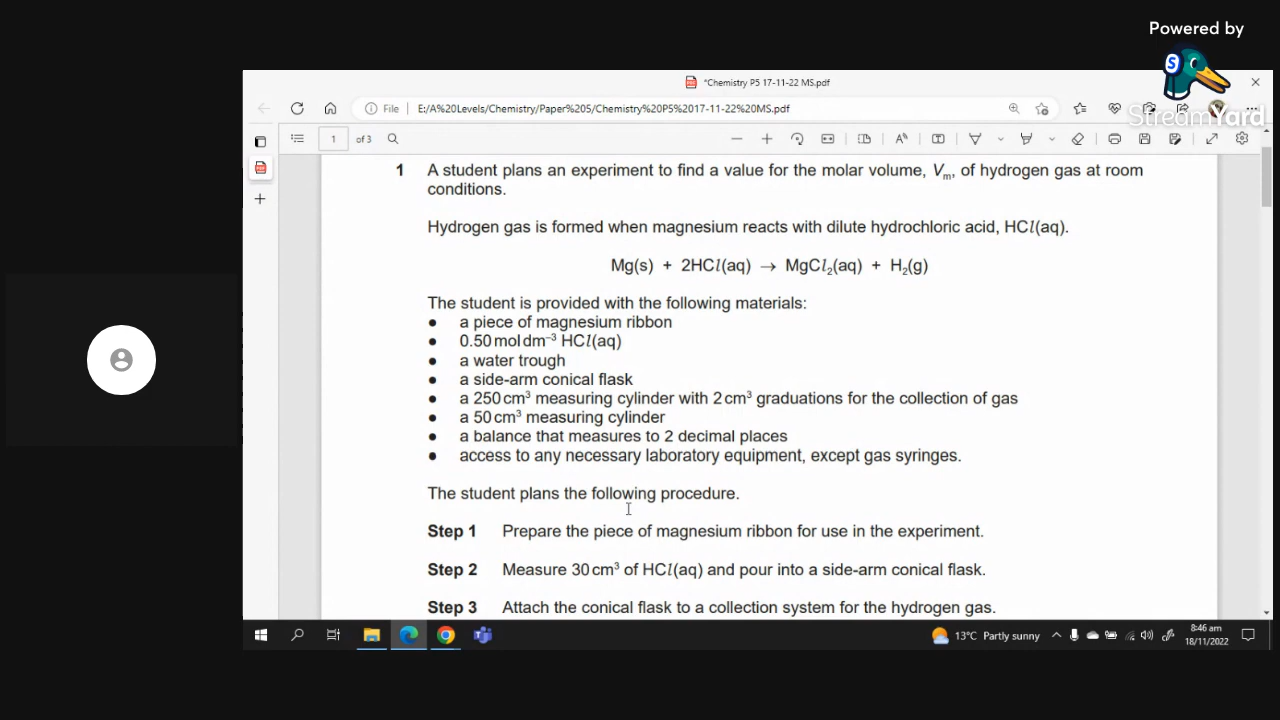 Powered by
StreamYard
*Chemistry P5 17-11-22 MS.pdf
File E:/A%20Levels/Chemistry/Paper%205/Chemistry%20P5%2017-11-22%20MS.pdf
1 of 3
1 A student plans an experiment to find a value for the molar volume, Vₘ, of hydrogen gas at room
conditions.
Hydrogen gas is formed when magnesium reacts with dilute hydrochloric acid, HCl(aq).
Mg(s) + 2HCl(aq) → MgCl₂(aq) + H₂(g)
The student is provided with the following materials:
● a piece of magnesium ribbon
● 0.50 mol dm⁻³ HCl(aq)
● a water trough
● a side-arm conical flask
● a 250 cm³ measuring cylinder with 2 cm³ graduations for the collection of gas
● a 50 cm³ measuring cylinder
● a balance that measures to 2 decimal places
● access to any necessary laboratory equipment, except gas syringes.
The student plans the following procedure.
Step 1 Prepare the piece of magnesium ribbon for use in the experiment.
Step 2 Measure 30 cm³ of HCl(aq) and pour into a side-arm conical flask.
Step 3 Attach the conical flask to a collection system for the hydrogen gas.
13°C Partly sunny
8:46 am
18/11/2022